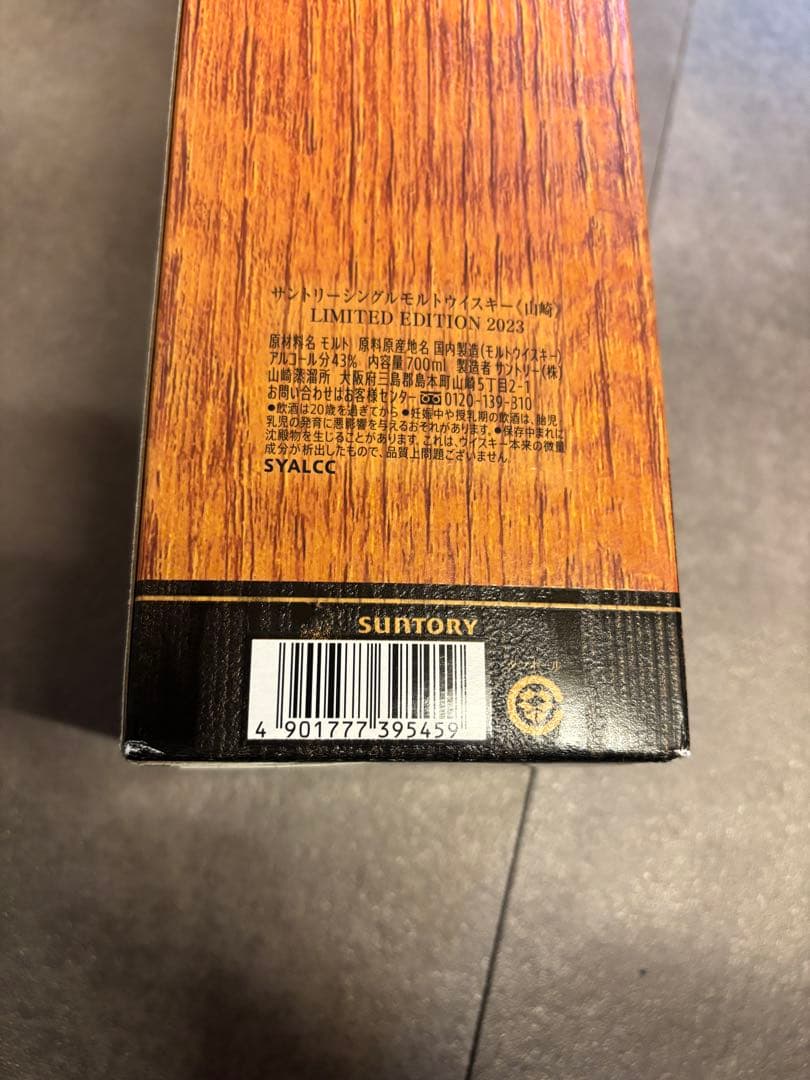 サントリーシングルモルトウイスキー《山崎》
LIMITED EDITION 2023
原材料名 モルト 原料原産地名 国内製造(モルトウイスキー)
アルコール分43% 内容量700ml 製造者 サントリー(株)
山崎蒸溜所 大阪府三島郡島本町山崎5丁目2-1
お問い合わせはお客様センター 0120-139-310
●飲酒は20歳を過ぎてから ●妊娠中や授乳期の飲酒は、胎児・
乳児の発育に悪影響を与えるおそれがあります。●保存中まれに
沈殿物を生じることがあります。これは、ウイスキー本来の微量
成分が析出したもので、品質上問題ございません。
SYALCC
SUNTORY
ダンボール
4 901777 395459